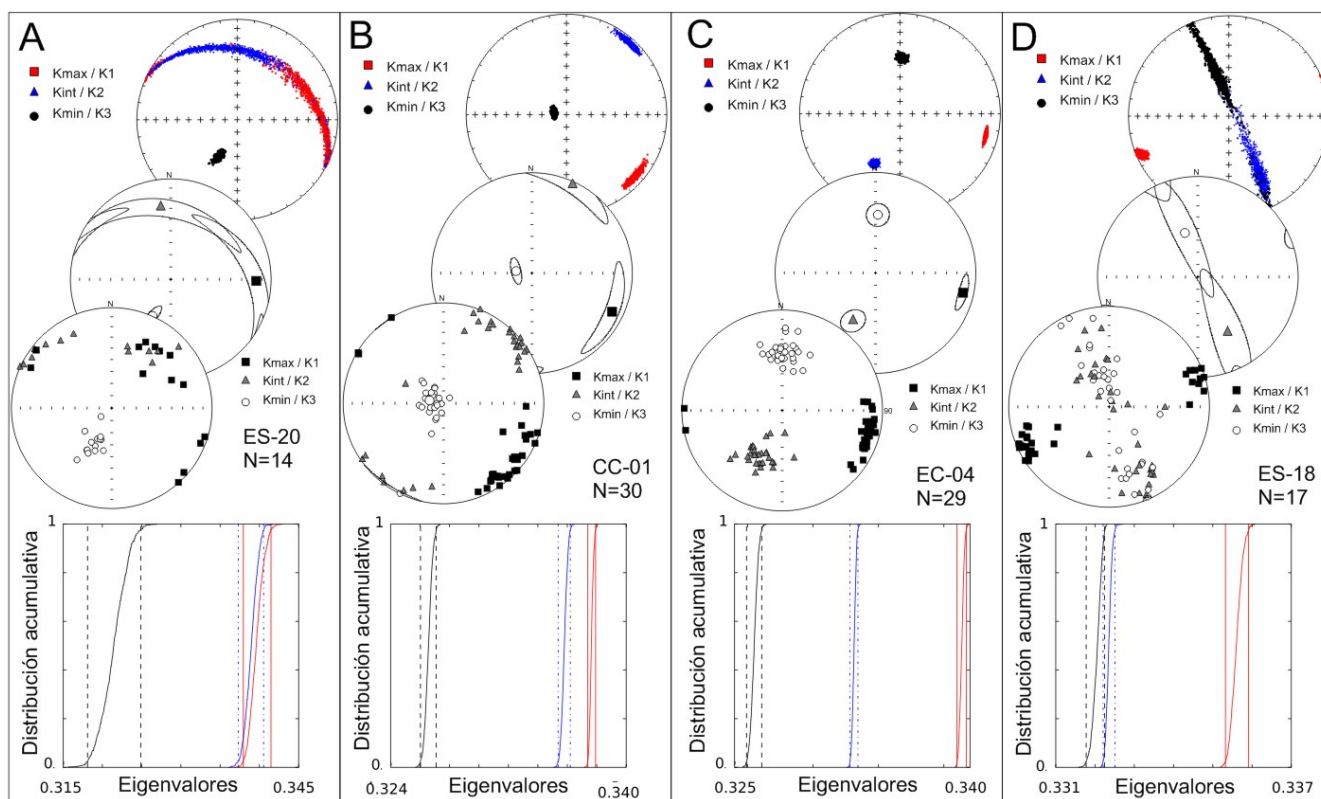 A
Kmax / K1
Kint / K2
Kmin / K3
N
N
Kmax / K1
Kint / K2
Kmin / K3
ES-20
N=14
Distribución acumulativa
1
0.
0.315
Eigenvalores
0.345
B
Kmax / K1
Kint / K2
Kmin / K3
N
N
Kmax / K1
Kint / K2
Kmin / K3
CC-01
N=30
Distribución acumulativa
1
0.
0.324
Eigenvalores
0.340
C
Kmax / K1
Kint / K2
Kmin / K3
N
N
90
Kmax / K1
Kint / K2
Kmin / K3
EC-04
N=29
Distribución acumulativa
1
0.
0.325
Eigenvalores
0.340
D
Kmax / K1
Kint / K2
Kmin / K3
N
N
Kmax / K1
Kint / K2
Kmin / K3
ES-18
N=17
Distribución acumulativa
1
0.
0.331
Eigenvalores
0.337